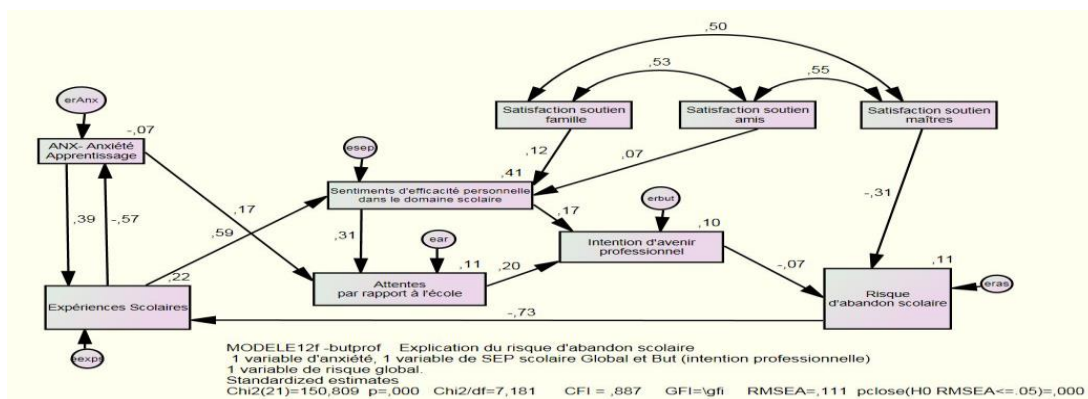 ,50
,53
,55
erAnx
Satisfaction soutien
famille
Satisfaction soutien
amis
Satisfaction soutien
maîtres
-,07
ANX- Anxiété
Apprentissage
esep
,12
,07
,41
Sentiments d'efficacité personnelle
dans le domaine scolaire
-,31
,17
,17
erbut
,39
-,57
,59
,31
ear
,10
Intention d'avenir
professionnel
-,07
,22
,11
,20
,11
Expériences Scolaires
Attentes
par rapport à l'école
Risque
d'abandon scolaire
eras
-,73
eexps
MODELE12f -butprof Explication du risque d'abandon scolaire
1 variable d'anxiété, 1 variable de SEP scolaire Global et But (intention professionnelle)
1 variable de risque global.
Standardized estimates
Chi2(21)=150,809 p=,000 Chi2/df=7,181 CFI = ,887 GFI=\gfi RMSEA=,111 pclose(H0 RMSEA<=.05)=,000